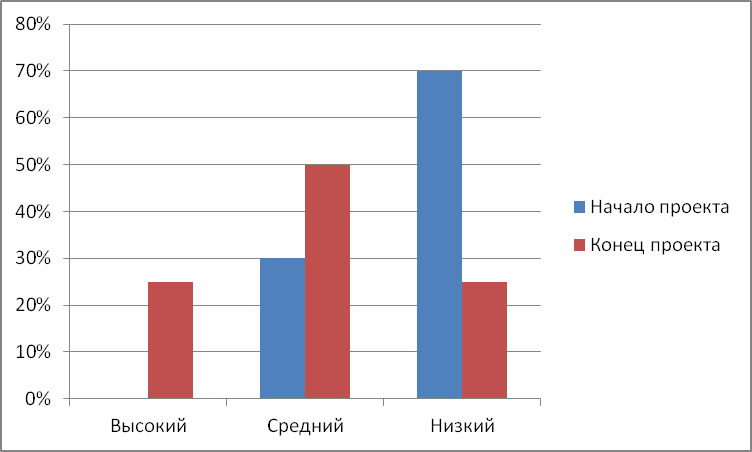 80%
70%
60%
50%
40%
30%
20%
10%
0%
Высокий
Средний
Низкий
Начало проекта
Конец проекта